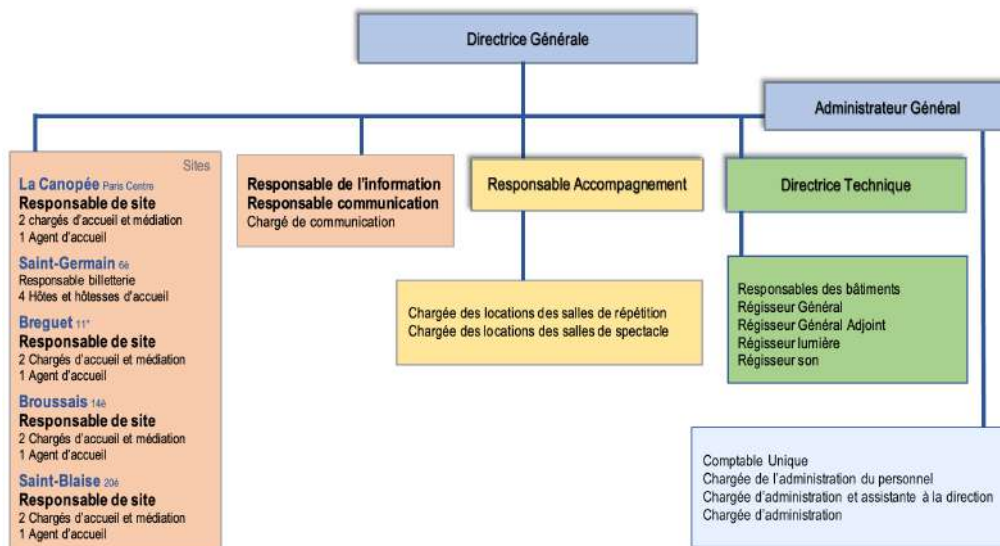 Directrice Générale
Administrateur Général
Sites
La Canopée Paris Centre
Responsable de site
2 chargés d'accueil et médiation
1 Agent d'accueil
Saint-Germain 6è
Responsable billetterie
4 Hôtes et hôtesses d'accueil
Breguet 11°
Responsable de site
2 Chargés d'accueil et médiation
1 Agent d'accueil
Broussais 14è
Responsable de site
2 Chargés d'accueil et médiation
1 Agent d'accueil
Saint-Blaise 20è
Responsable de site
2 Chargés d'accueil et médiation
1 Agent d'accueil
Responsable de l'information
Responsable communication
Chargé de communication
Responsable Accompagnement
Chargée des locations des salles de répétition
Chargée des locations des salles de spectacle
Directrice Technique
Responsables des bâtiments
Régisseur Général
Régisseur Général Adjoint
Régisseur lumière
Régisseur son
Comptable Unique
Chargée de l'administration du personnel
Chargée d'administration et assistante à la direction
Chargée d'administration